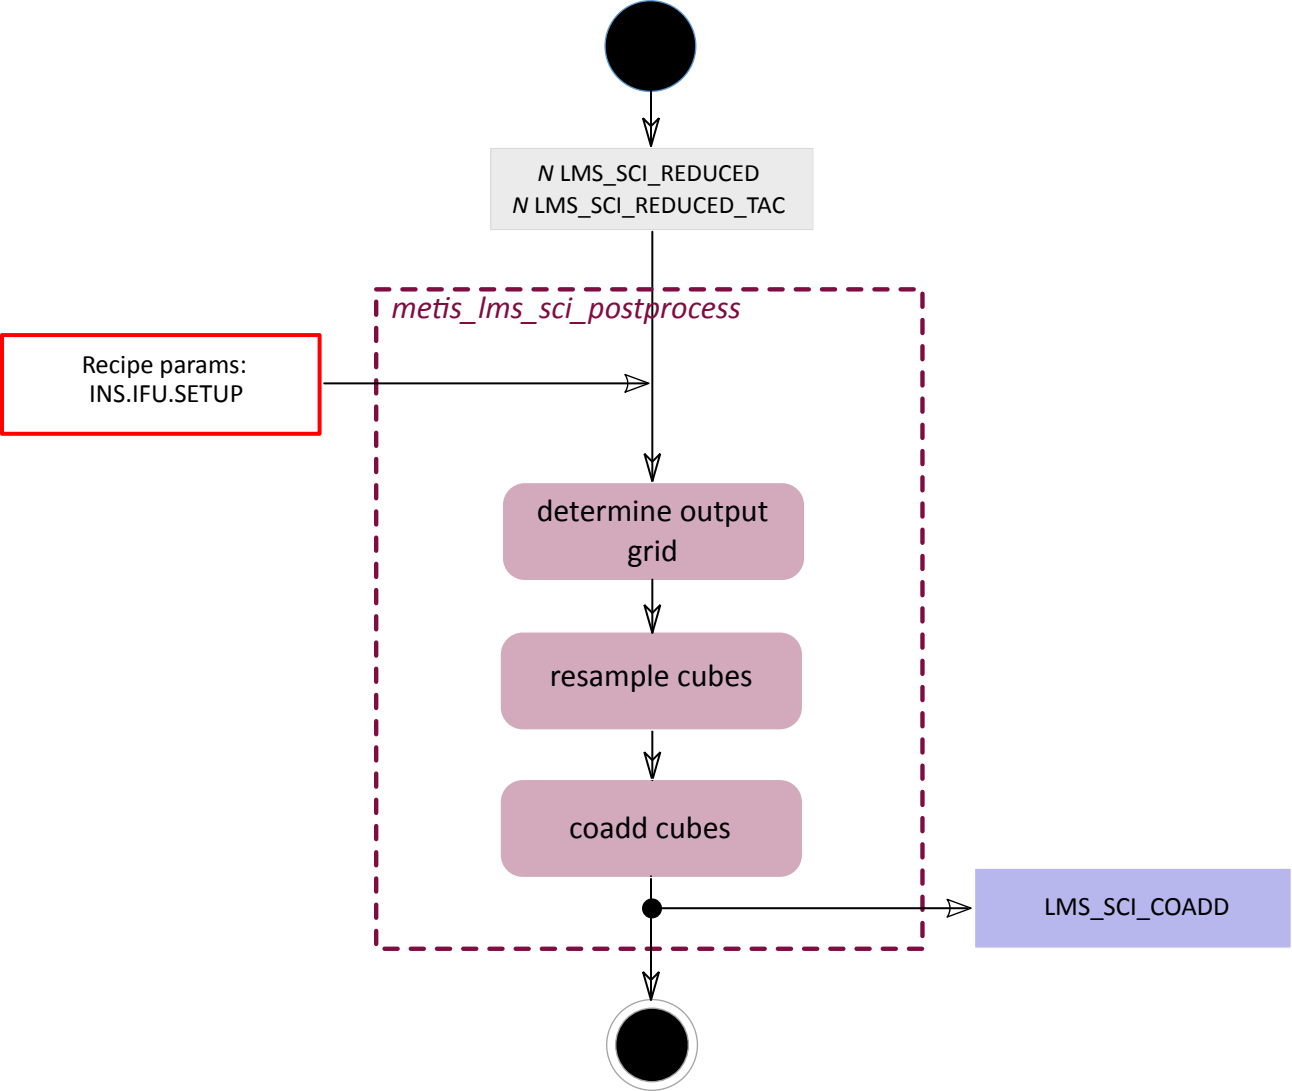 N LMS_SCI_REDUCED
N LMS_SCI_REDUCED_TAC
metis_lms_sci_postprocess
Recipe params:
INS.IFU.SETUP
determine output
grid
resample cubes
coadd cubes
LMS_SCI_COADD